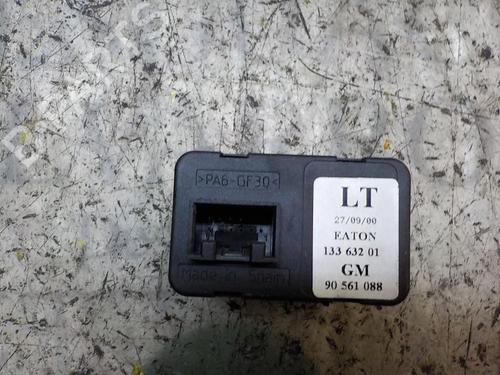 >PA6-GF30<
Made in Spain
LT
27/09/00
EATON
133 632 01
GM
90 561 088